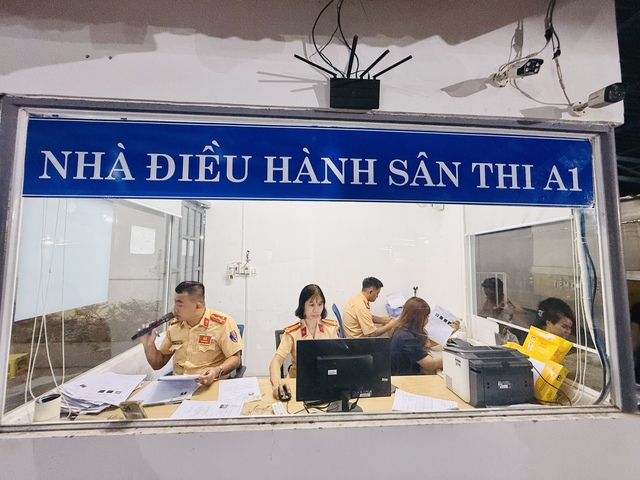 NHÀ ĐIỀU HÀNH SÂN THI A1